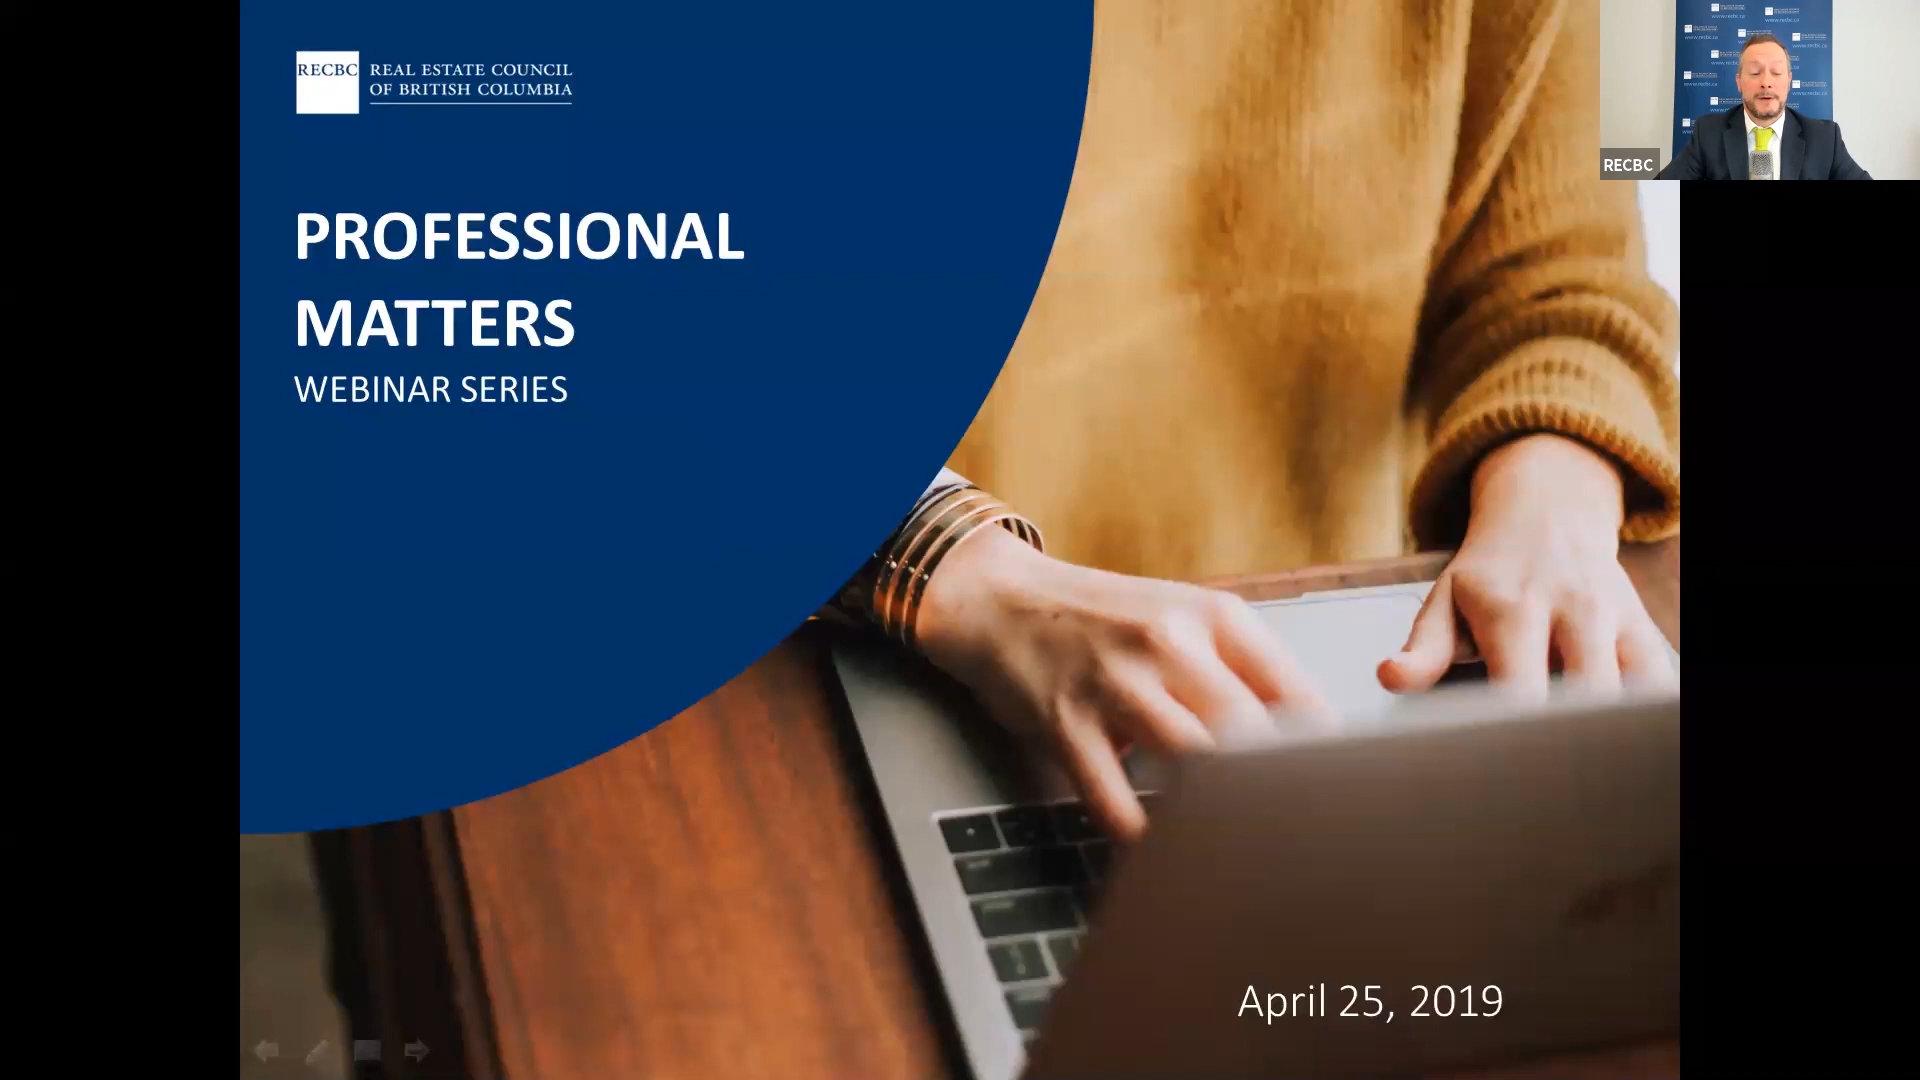 RECBC
REAL ESTATE COUNCIL
OF BRITISH COLUMBIA
PROFESSIONAL
MATTERS
WEBINAR SERIES
April 25, 2019
RECBC